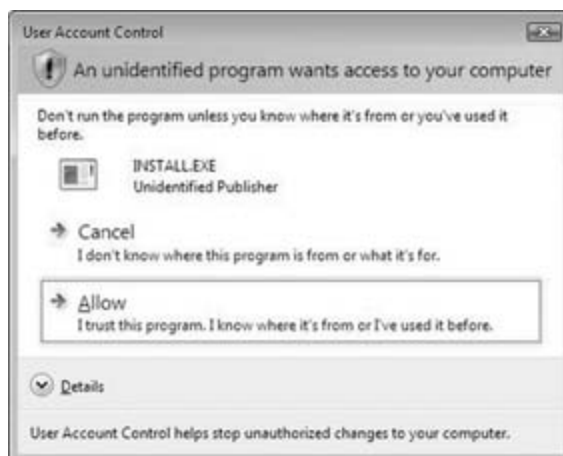 User Account Control
An unidentified program wants access to your computer
Don't run the program unless you know where it's from or you've used it
before.
INSTALL.EXE
Unidentified Publisher
Cancel
I don't know where this program is from or what it's for.
Allow
I trust this program. I know where it's from or I've used it before.
Details
User Account Control helps stop unauthorized changes to your computer.